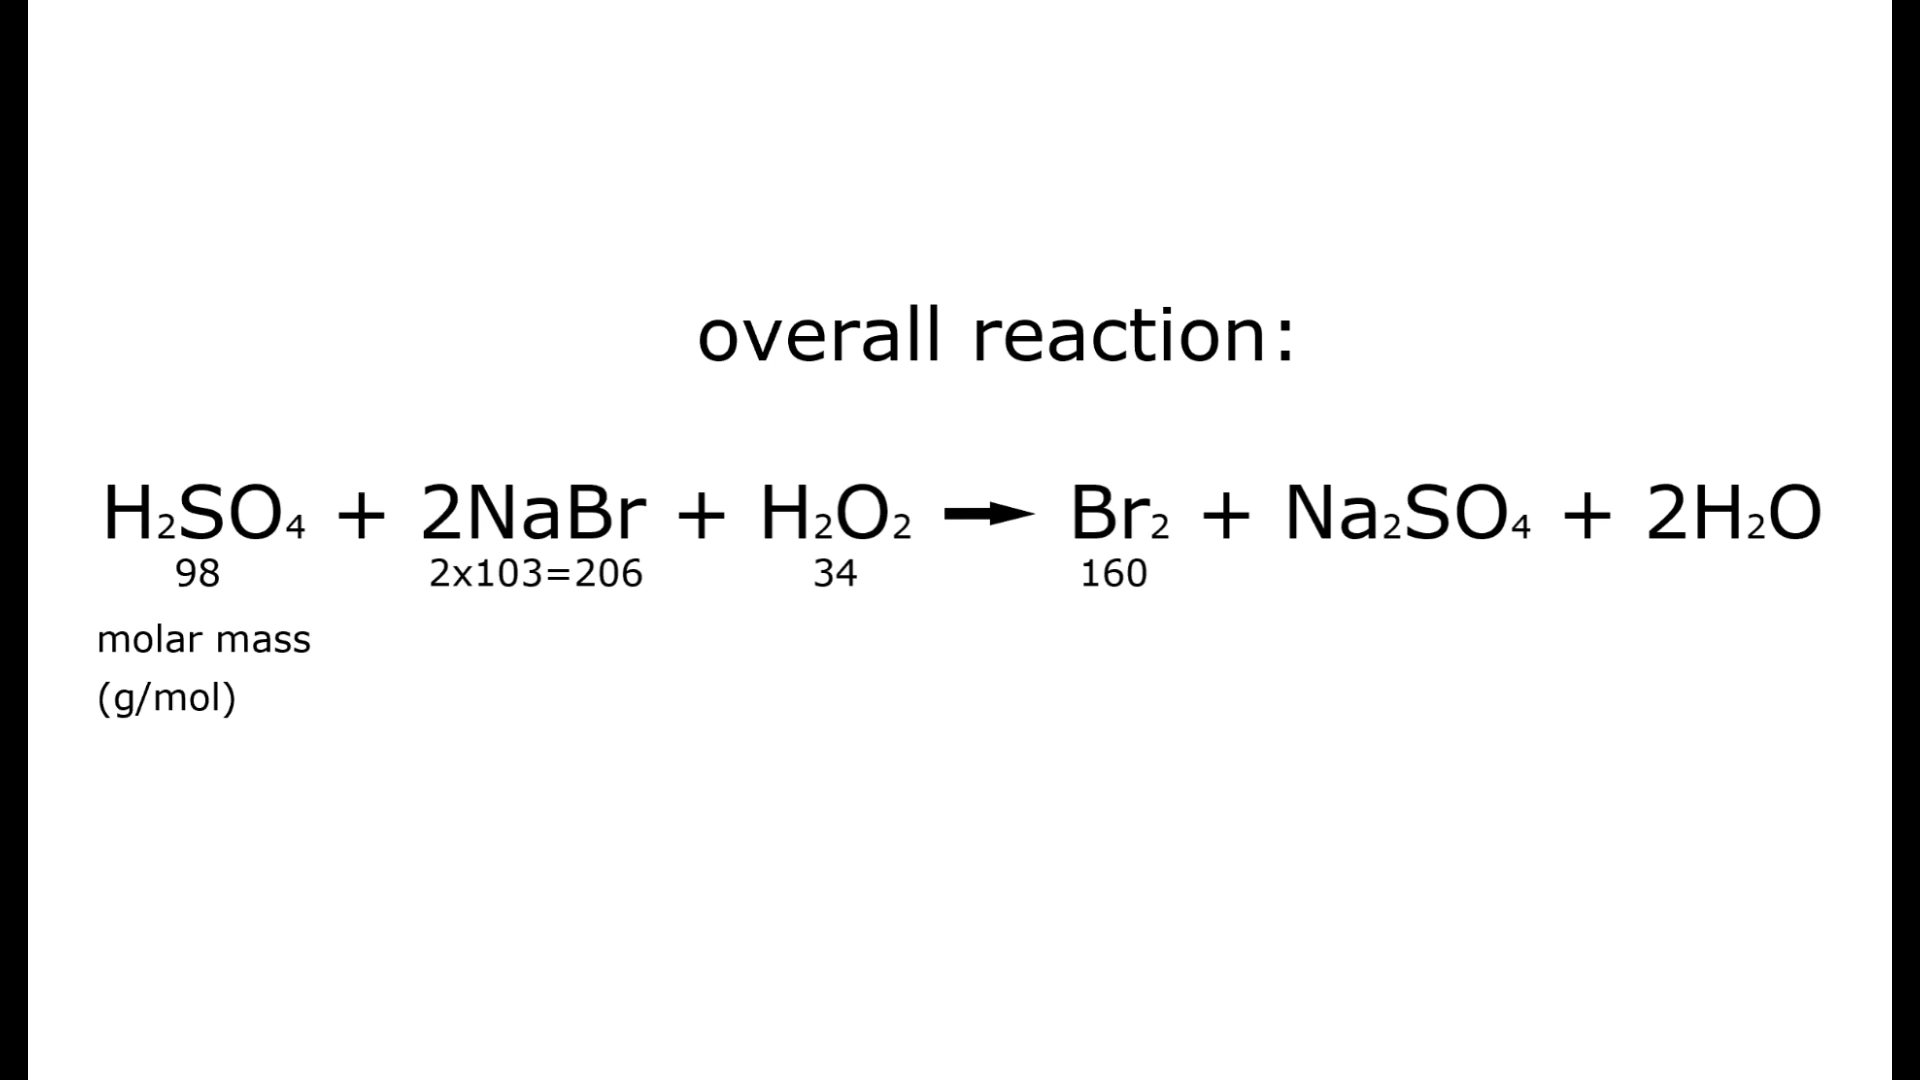 overall reaction:
H₂SO₄ + 2NaBr + H₂O₂ → Br₂ + Na₂SO₄ + 2H₂O
98 2x103=206 34 160
molar mass
(g/mol)